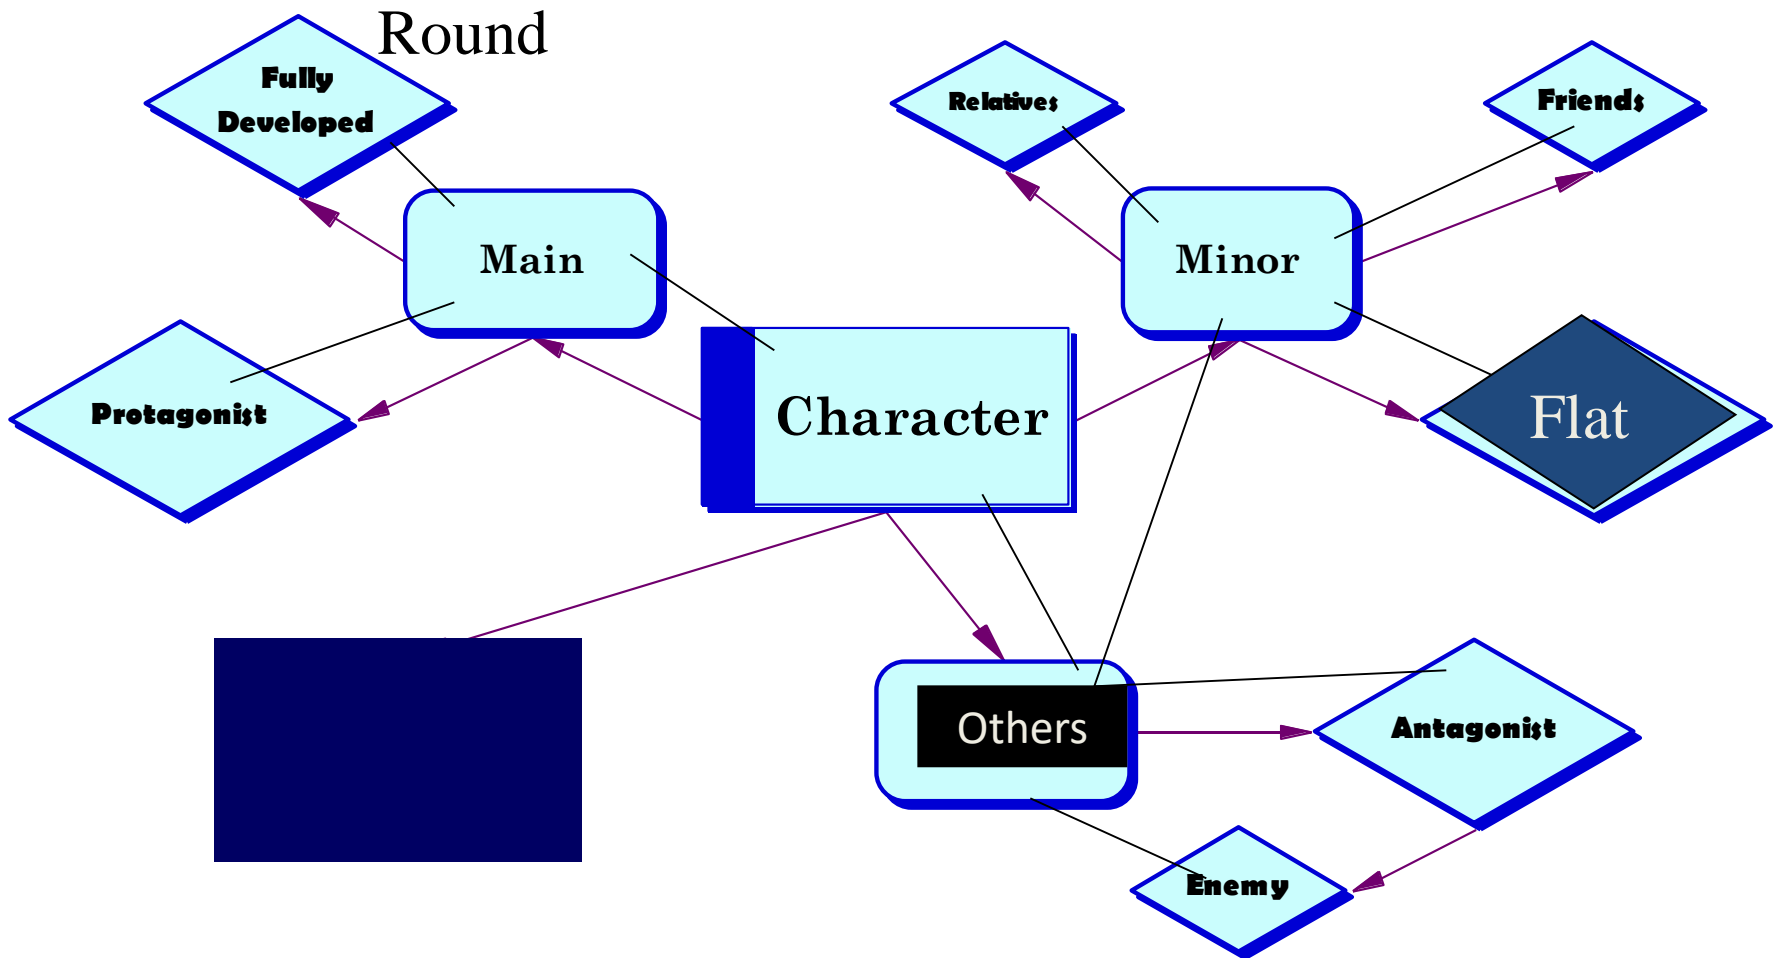 Round
Fully
Developed
Relatives
Friends
Main
Minor
Protagonist
Character
Flat
Others
Antagonist
Enemy